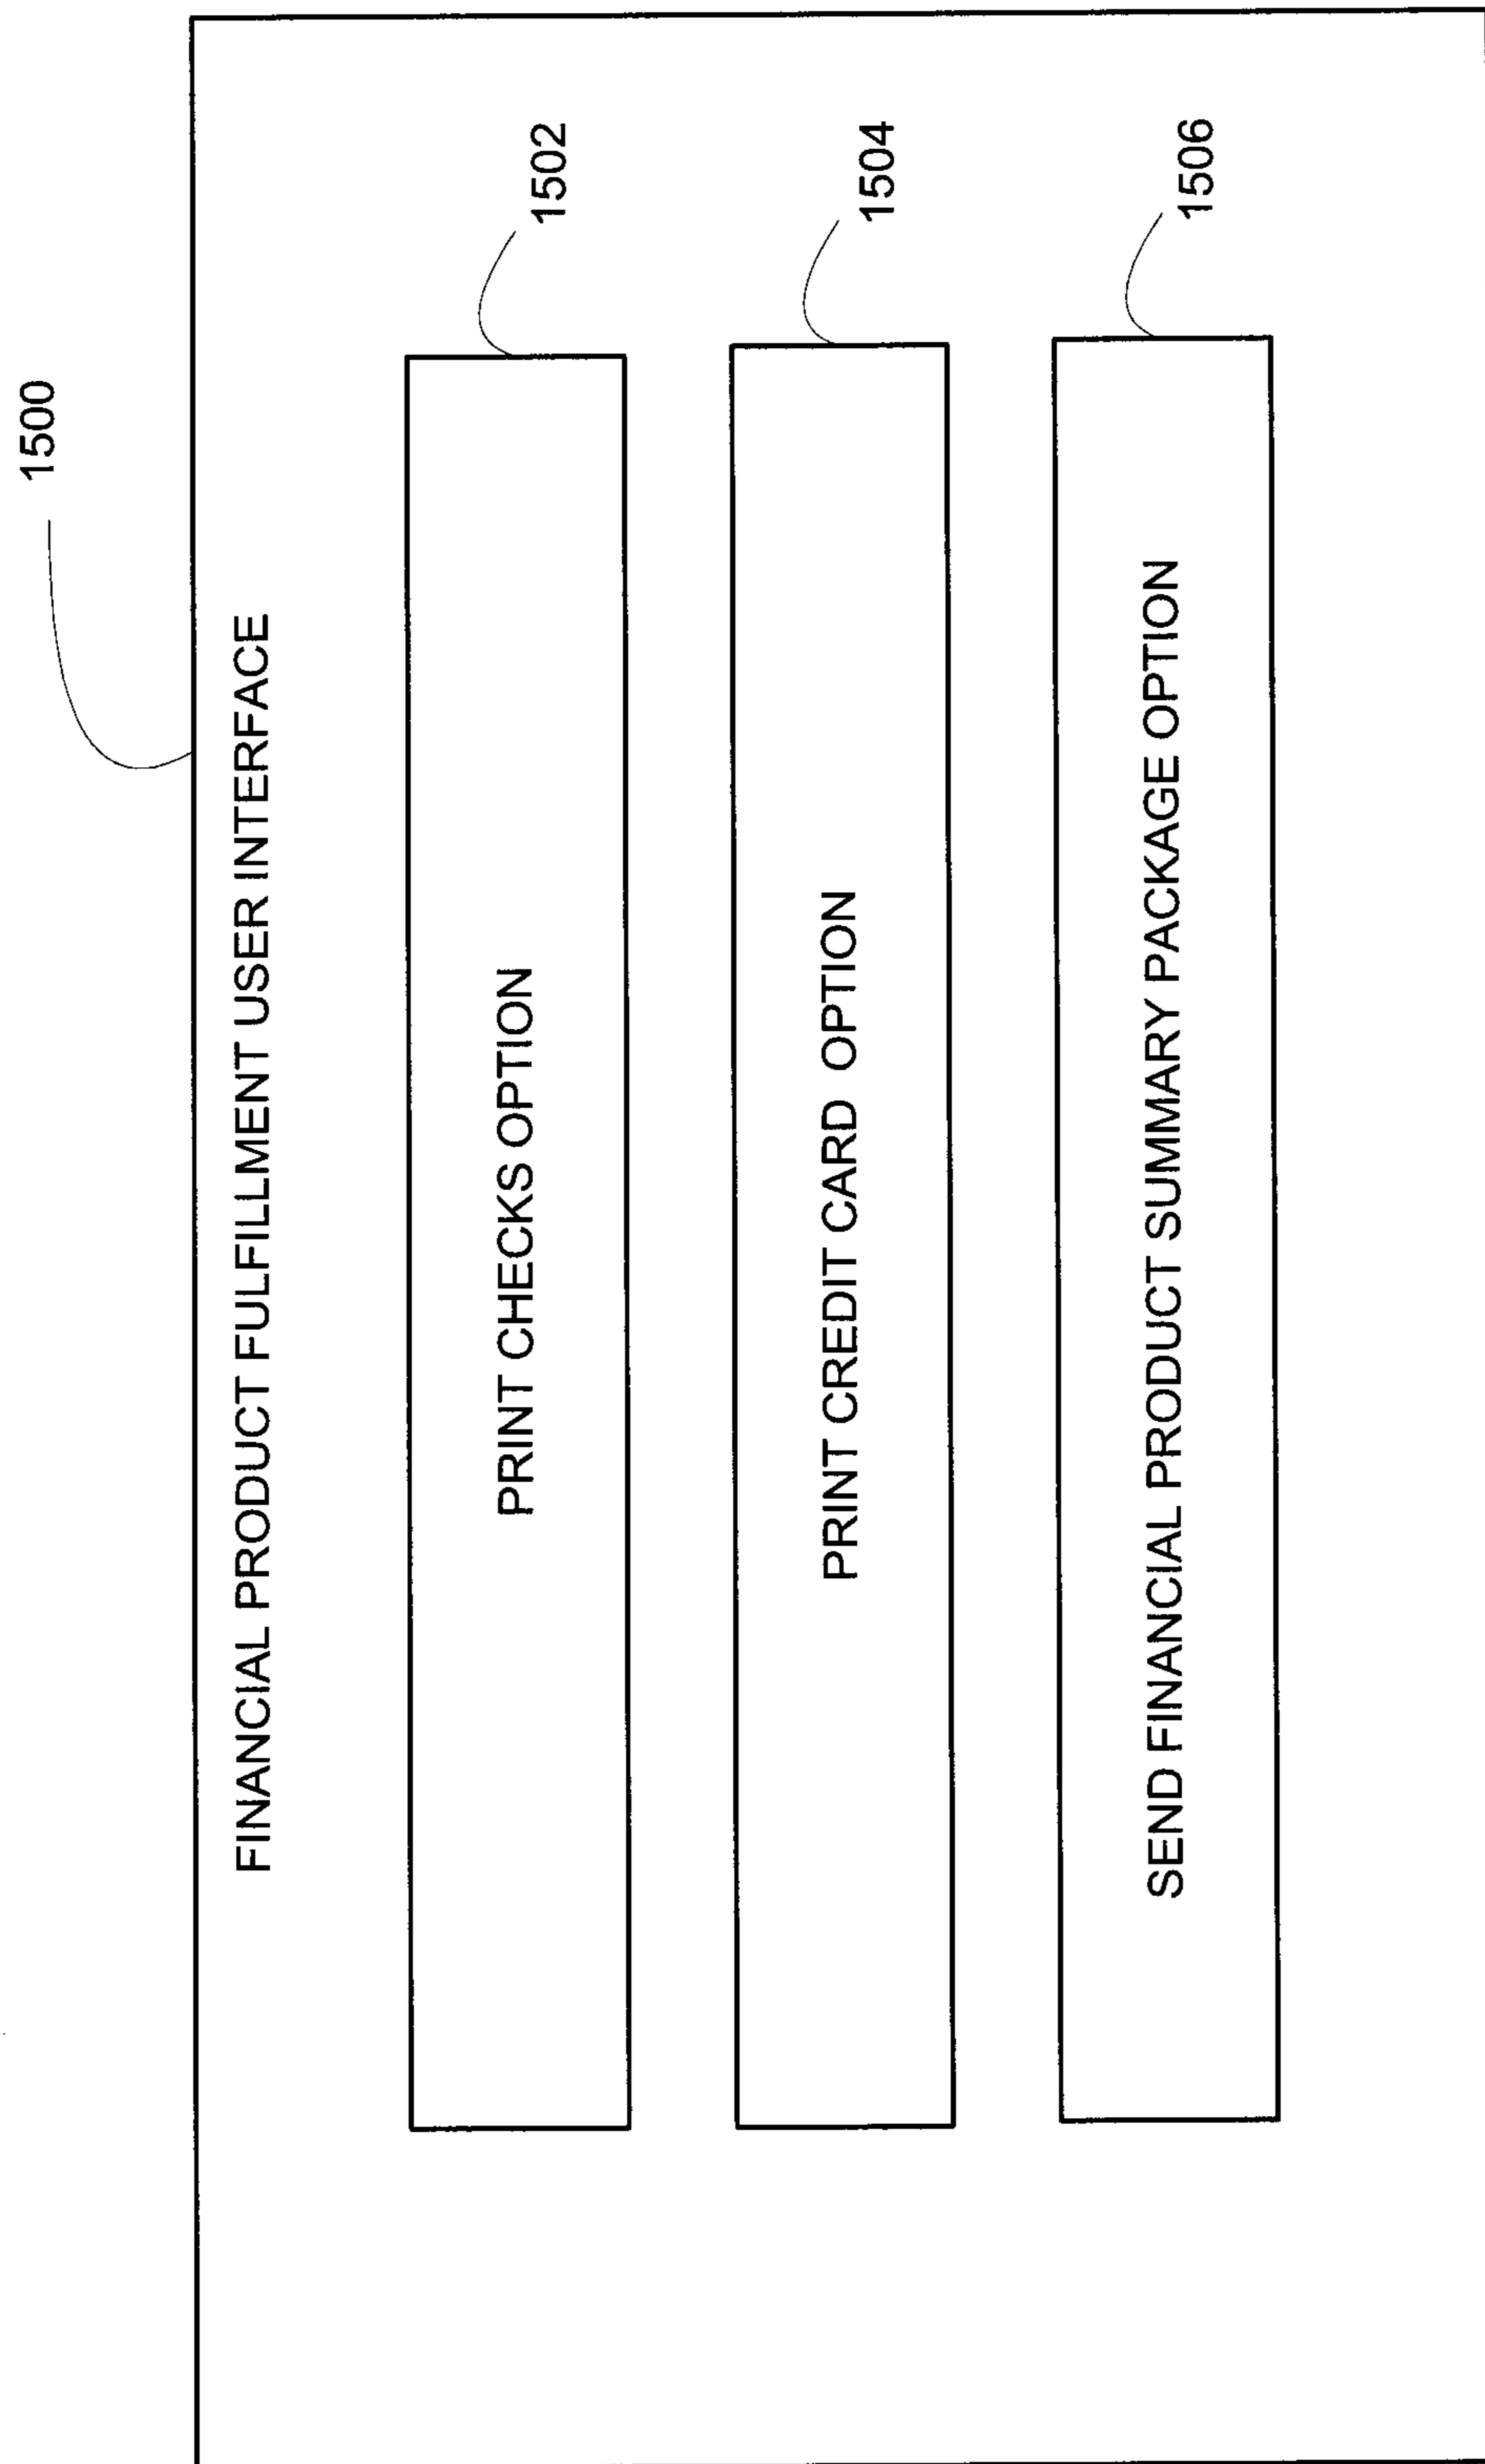 1500
FINANCIAL PRODUCT FULFILLMENT USER INTERFACE
1502
PRINT CHECKS OPTION
1504
PRINT CREDIT CARD OPTION
1506
SEND FINANCIAL PRODUCT SUMMARY PACKAGE OPTION